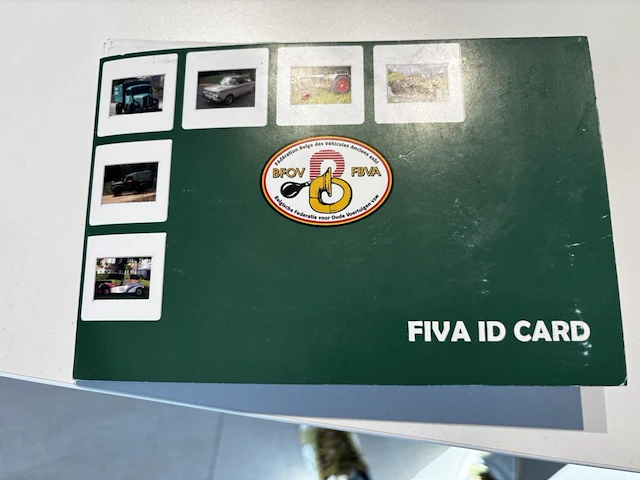 Fédération Belge des Véhicules Anciens asbl
BFOV FBVA
Belgische Federatie voor Oude Voertuigen vzw
FIVA ID CARD